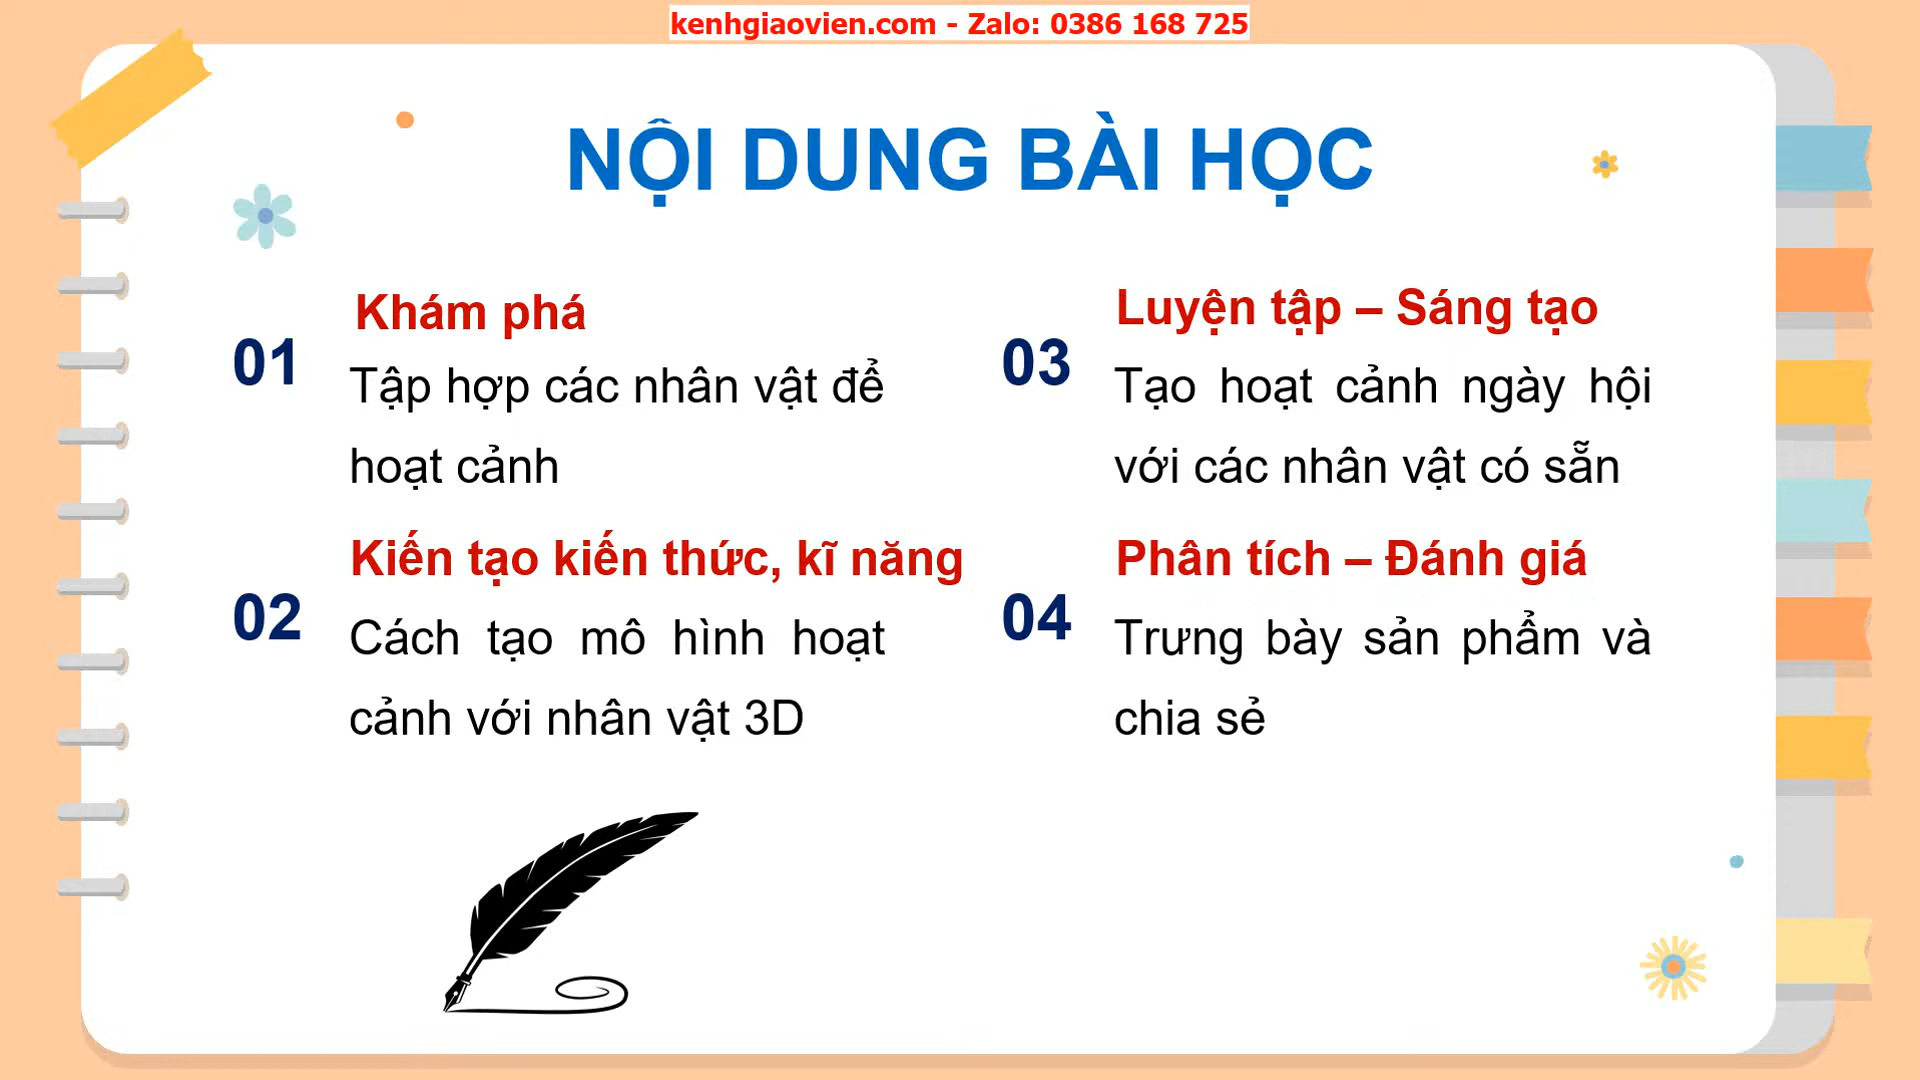 kenhgiaovien.com - Zalo: 0386 168 725
NỘI DUNG BÀI HỌC
01
Khám phá
Tập hợp các nhân vật để
hoạt cảnh
02
Kiến tạo kiến thức, kĩ năng
Cách tạo mô hình hoạt
cảnh với nhân vật 3D
03
Luyện tập – Sáng tạo
Tạo hoạt cảnh ngày hội
với các nhân vật có sẵn
04
Phân tích – Đánh giá
Trưng bày sản phẩm và
chia sẻ